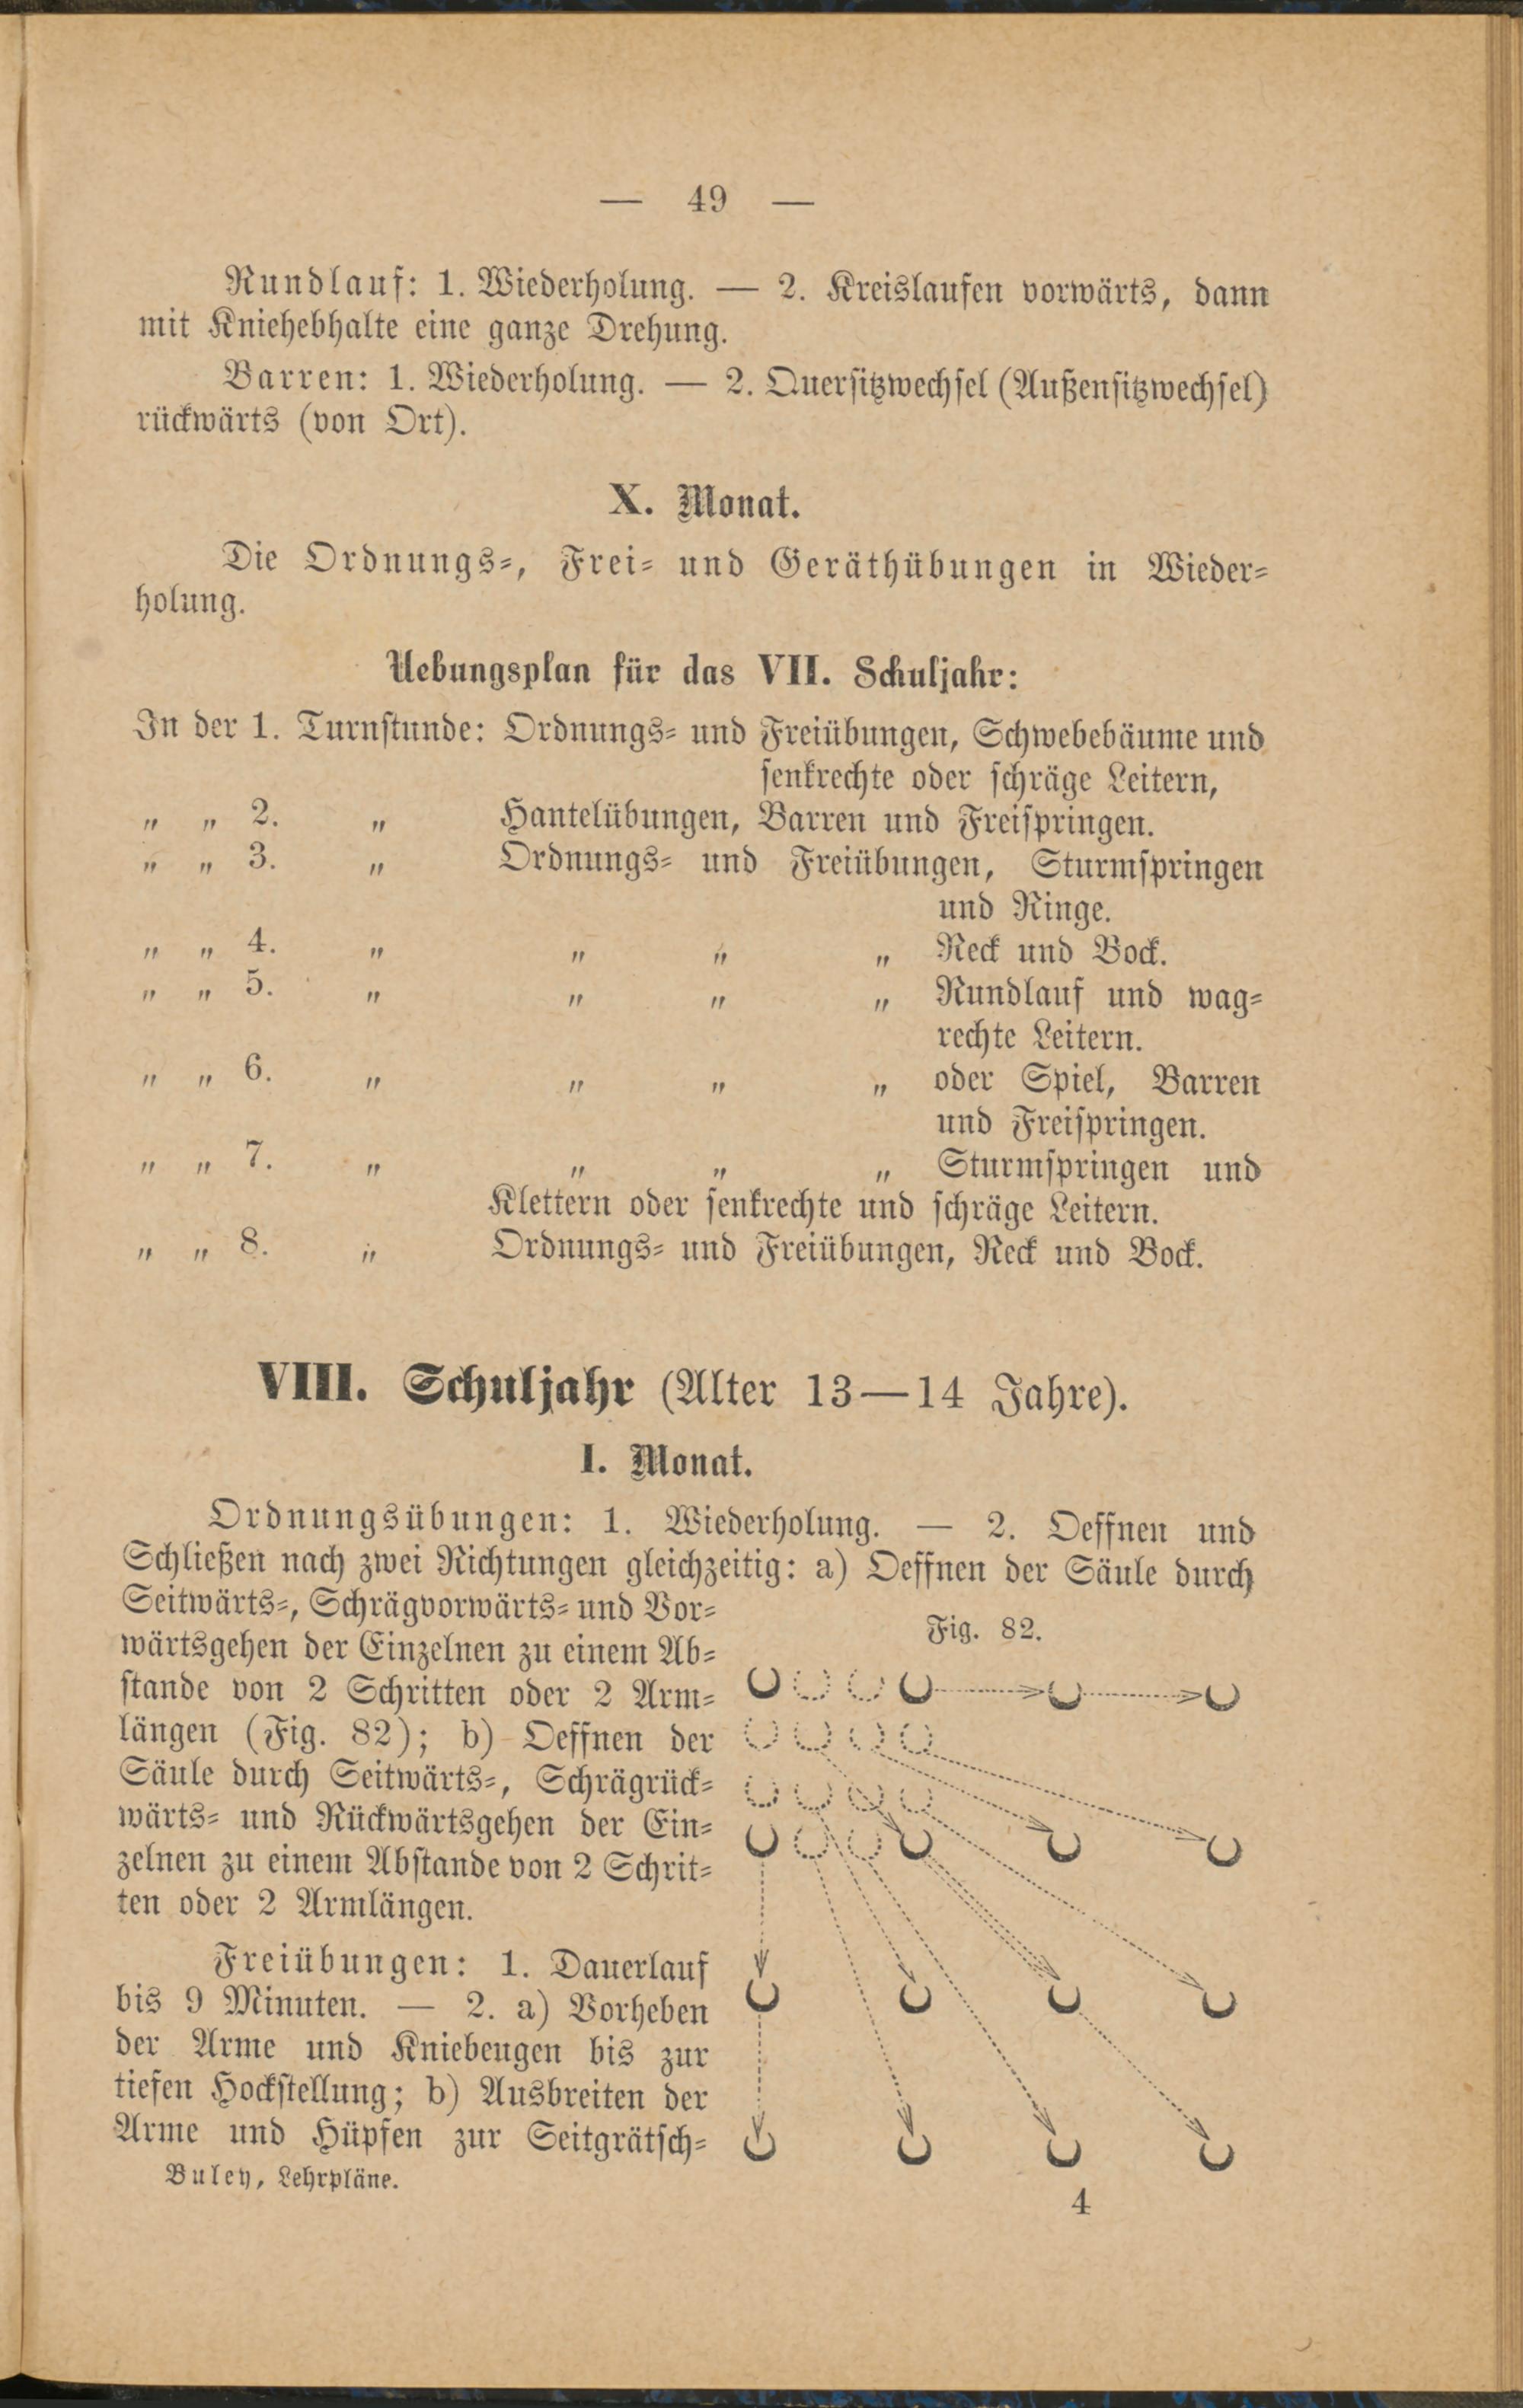 — 49 —
Rundlauf: 1. Wiederholung. — 2. Kreislaufen vorwärts, dann
mit Kniehebhalte eine ganze Drehung.
Barren: 1. Wiederholung. — 2. Quersitzwechsel (Außensitzwechsel)
rückwärts (von Ort).
X. Monat.
Die Ordnungs-, Frei- und Geräthübungen in Wieder-
holung.
Uebungsplan für das VII. Schuljahr:
In der 1. Turnstunde: Ordnungs- und Freiübungen, Schwebebäume und
senkrechte oder schräge Leitern,
„ „ 2. „ Hantelübungen, Barren und Freispringen.
„ „ 3. „ Ordnungs- und Freiübungen, Sturmspringen
und Ringe.
„ „ 4. „ „ „ „ Reck und Bock.
„ „ 5. „ „ „ „ Rundlauf und wag-
rechte Leitern.
„ „ 6. „ „ „ „ oder Spiel, Barren
und Freispringen.
„ „ 7. „ „ „ „ Sturmspringen und
Klettern oder senkrechte und schräge Leitern.
„ „ 8. „ Ordnungs- und Freiübungen, Reck und Bock.
VIII. Schuljahr (Alter 13—14 Jahre).
I. Monat.
Ordnungsübungen: 1. Wiederholung. — 2. Oeffnen und
Schließen nach zwei Richtungen gleichzeitig: a) Oeffnen der Säule durch
Seitwärts-, Schrägvorwärts- und Vor-
wärtsgehen der Einzelnen zu einem Ab-
stande von 2 Schritten oder 2 Arm-
längen (Fig. 82); b) Oeffnen der
Säule durch Seitwärts-, Schrägrück-
wärts- und Rückwärtsgehen der Ein-
zelnen zu einem Abstande von 2 Schrit-
ten oder 2 Armlängen.
Freiübungen: 1. Dauerlauf
bis 9 Minuten. — 2. a) Vorheben
der Arme und Kniebeugen bis zur
tiefen Hockstellung; b) Ausbreiten der
Arme und Hüpfen zur Seitgrätsch-
Fig. 82.
Buley, Lehrpläne.
4